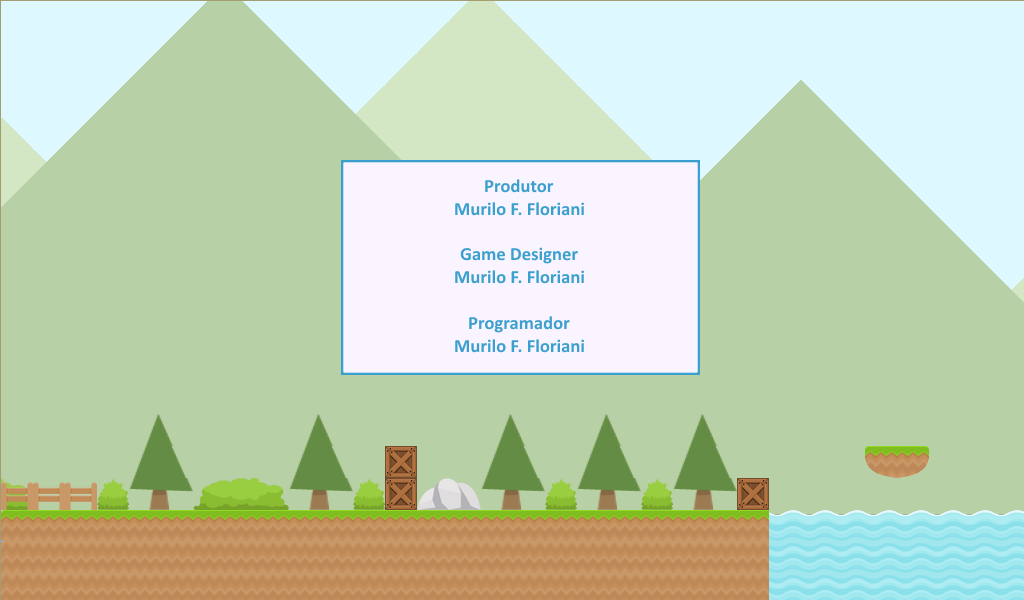 Produtor
Murilo F. Floriani
Game Designer
Murilo F. Floriani
Programador
Murilo F. Floriani